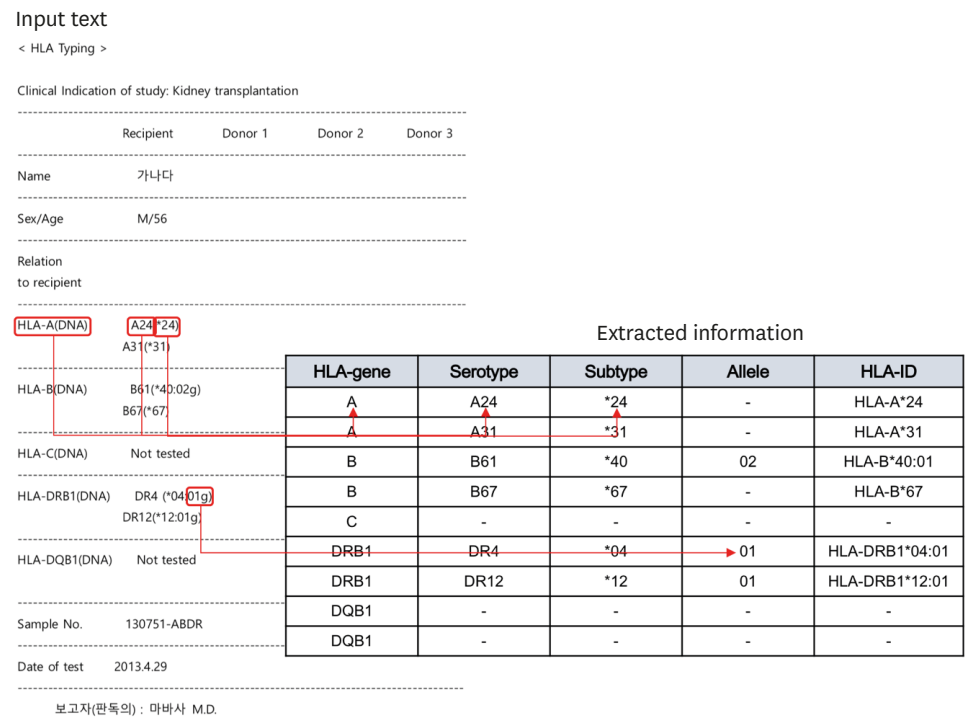 Input text
< HLA Typing >
Clinical Indication of study: Kidney transplantation
Recipient Donor 1 Donor 2 Donor 3
Name 가나다
Sex/Age M/56
Relation
to recipient
HLA-A(DNA) A24(*24)
A31(*31)
HLA-B(DNA) B61(*40:02g)
B67(*67)
HLA-C(DNA) Not tested
HLA-DRB1(DNA) DR4 (*04:01g)
DR12(*12:01g)
HLA-DQB1(DNA) Not tested
Sample No. 130751-ABDR
Date of test 2013.4.29
보고자(판독의) : 마바사 M.D.
Extracted information
HLA-gene Serotype Subtype Allele HLA-ID
A A24 *24 - HLA-A*24
A A31 *31 - HLA-A*31
B B61 *40 02 HLA-B*40:01
B B67 *67 - HLA-B*67
C - - - -
DRB1 DR4 *04 01 HLA-DRB1*04:01
DRB1 DR12 *12 01 HLA-DRB1*12:01
DQB1 - - - -
DQB1 - - - -